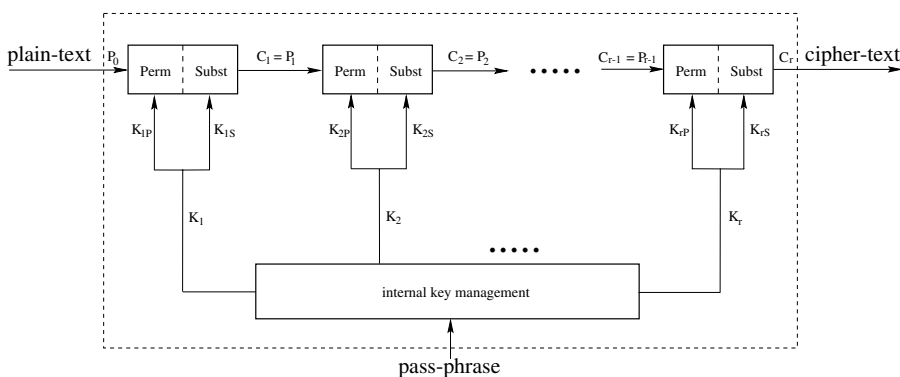 plain-text
P₀
Perm
Subst
C₁ = P₁
Perm
Subst
C₂ = P₂
Cᵣ₋₁ = Pᵣ₋₁
Perm
Subst
Cᵣ
cipher-text
K₁P
K₁S
K₂P
K₂S
KᵣP
KᵣS
K₁
K₂
Kᵣ
internal key management
pass-phrase